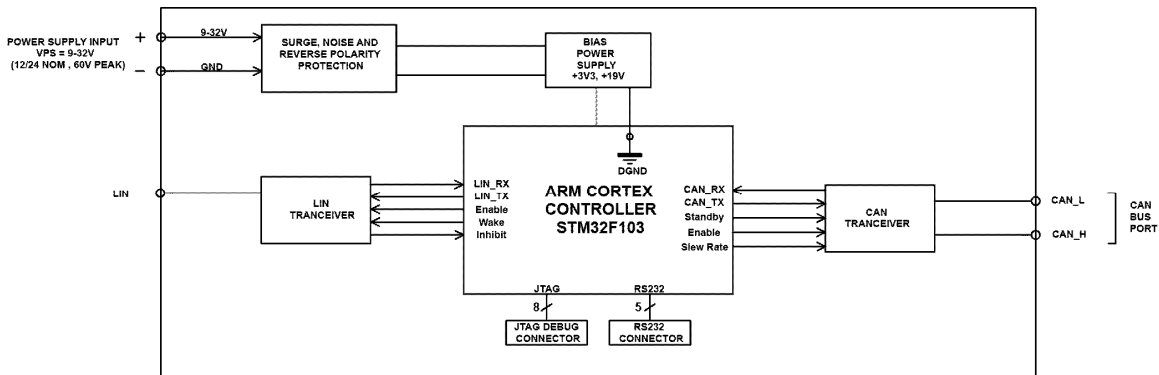 POWER SUPPLY INPUT
VPS = 9-32V
(12/24 NOM , 60V PEAK)
+
−
9-32V
GND
SURGE, NOISE AND
REVERSE POLARITY
PROTECTION
BIAS
POWER
SUPPLY
+3V3, +19V
DGND
LIN
LIN
TRANCEIVER
LIN_RX
LIN_TX
Enable
Wake
Inhibit
ARM CORTEX
CONTROLLER
STM32F103
CAN_RX
CAN_TX
Standby
Enable
Slew Rate
CAN
TRANCEIVER
CAN_L
CAN_H
CAN
BUS
PORT
JTAG
RS232
8
5
JTAG DEBUG
CONNECTOR
RS232
CONNECTOR